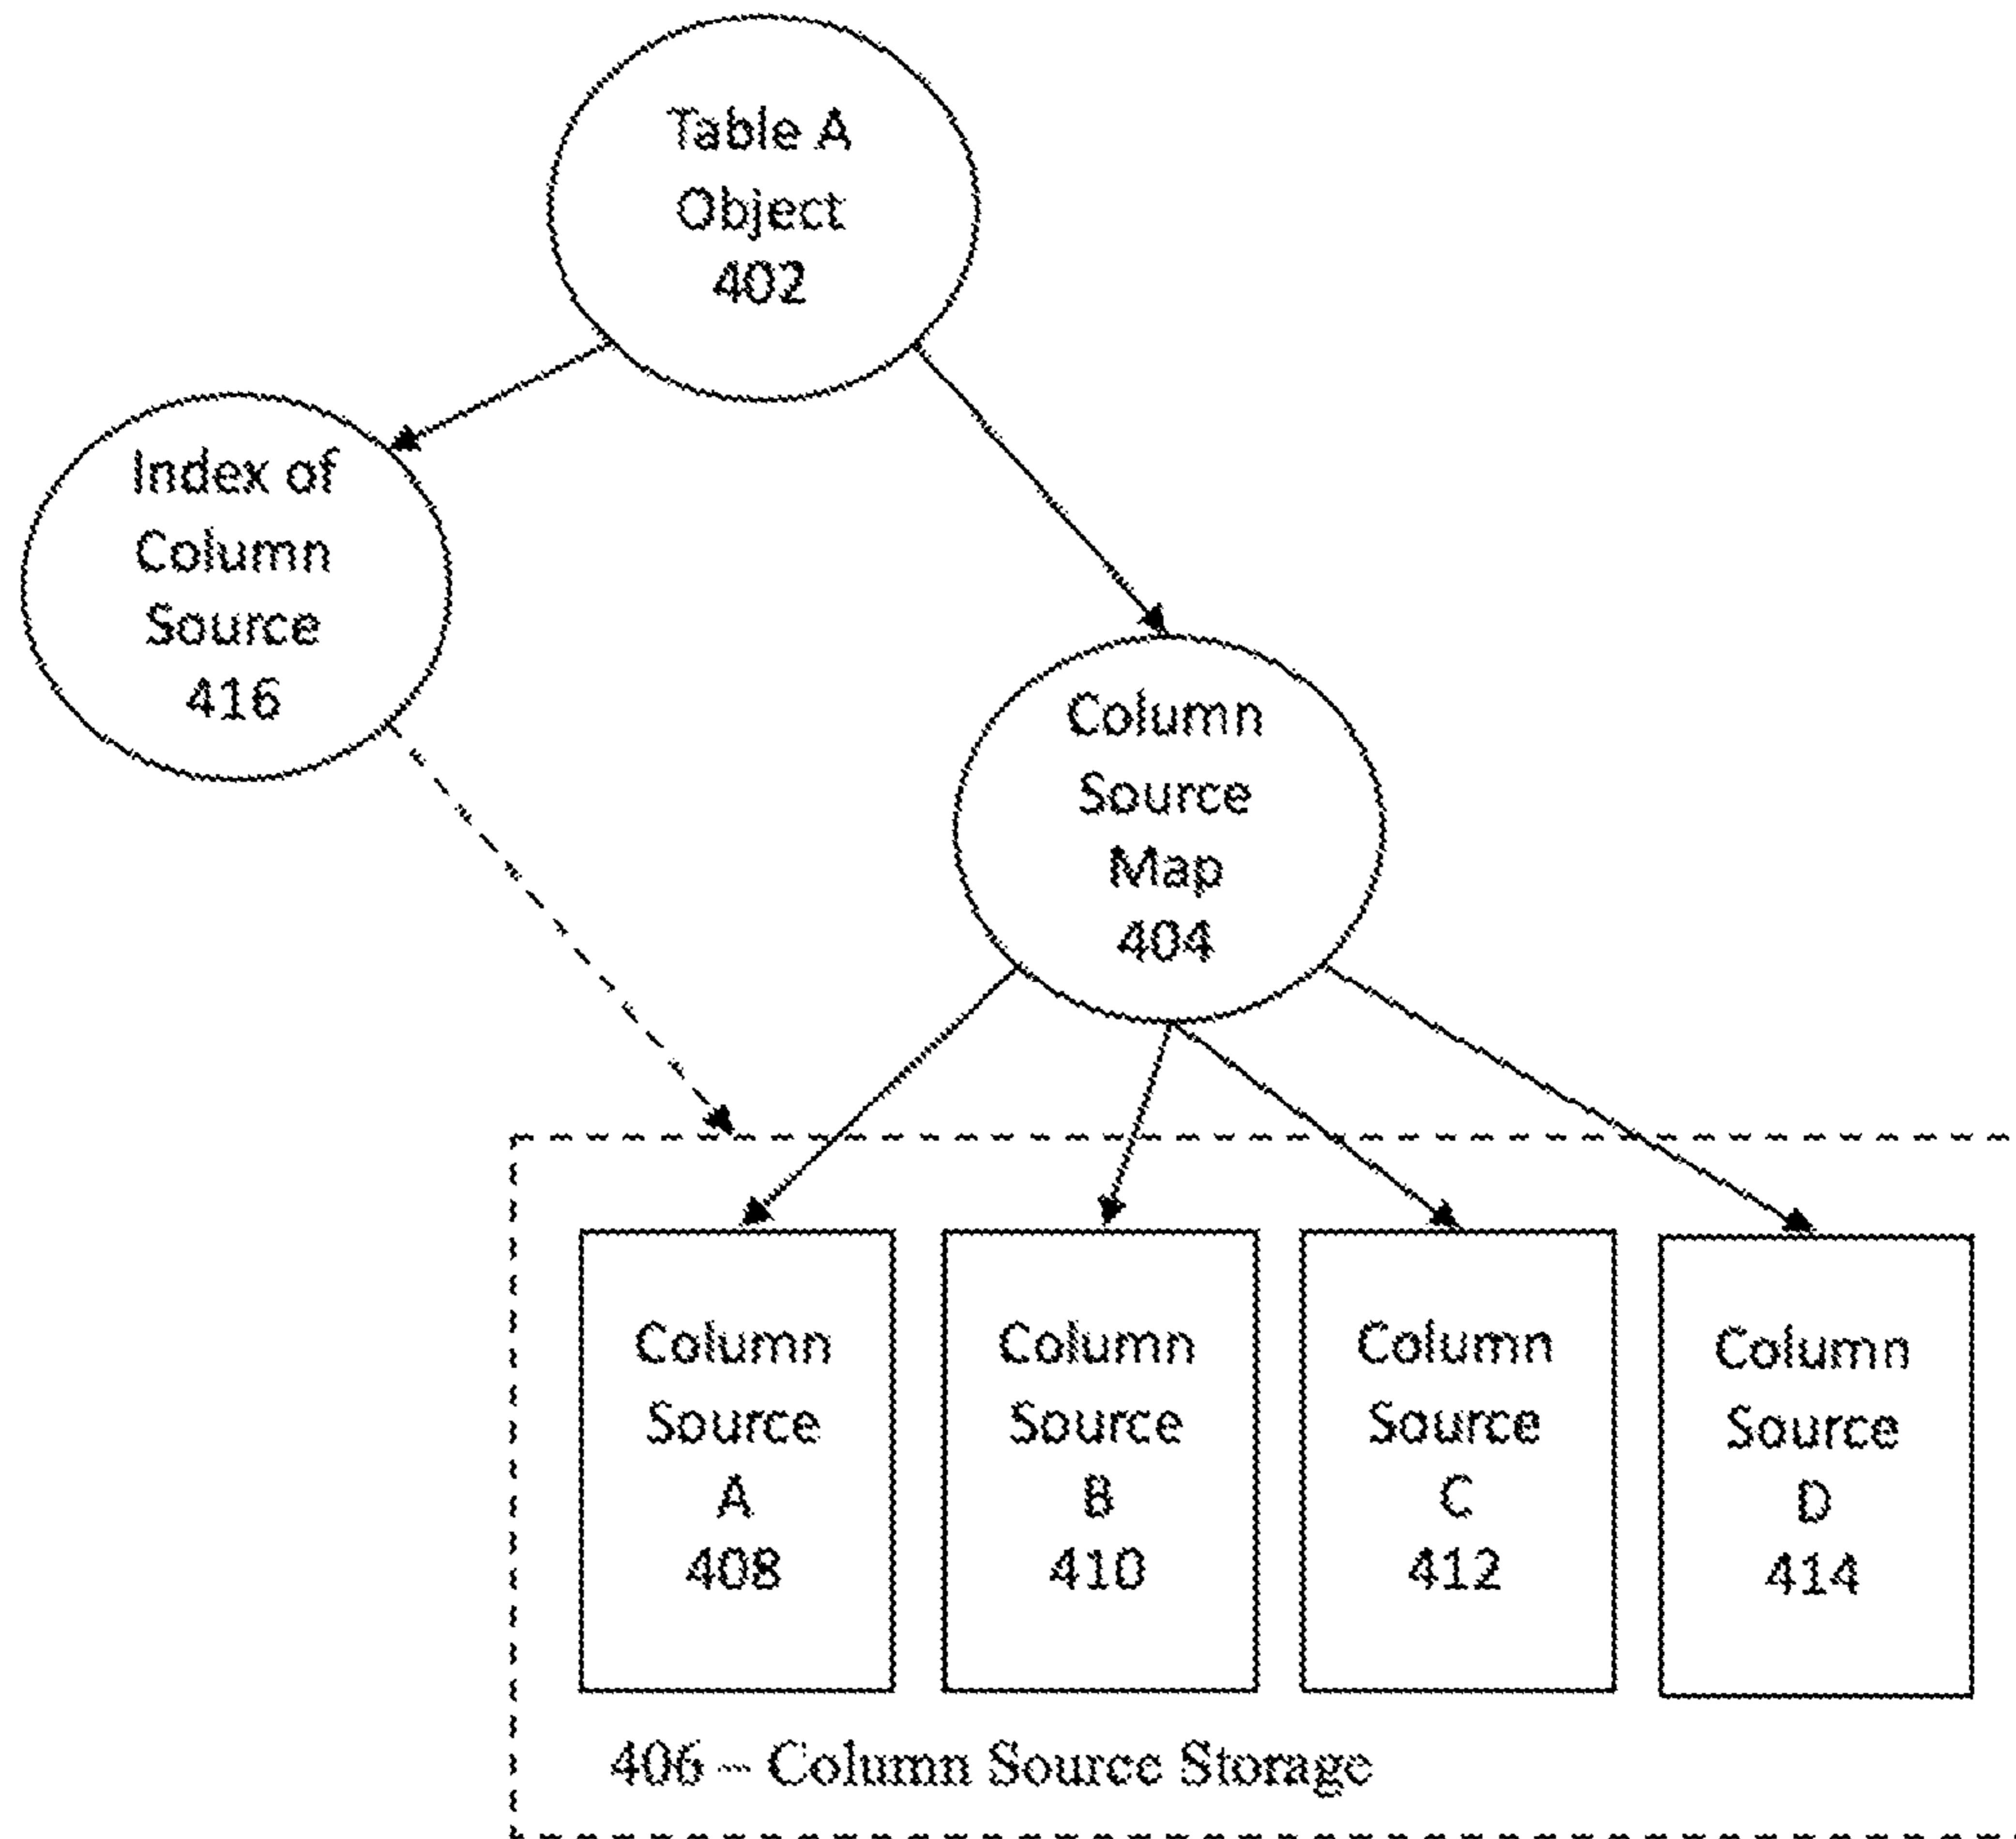 Table A
Object
402
Index of
Column
Source
416
Column
Source
Map
404
Column
Source
A
408
Column
Source
B
410
Column
Source
C
412
Column
Source
D
414
406 – Column Source Storage